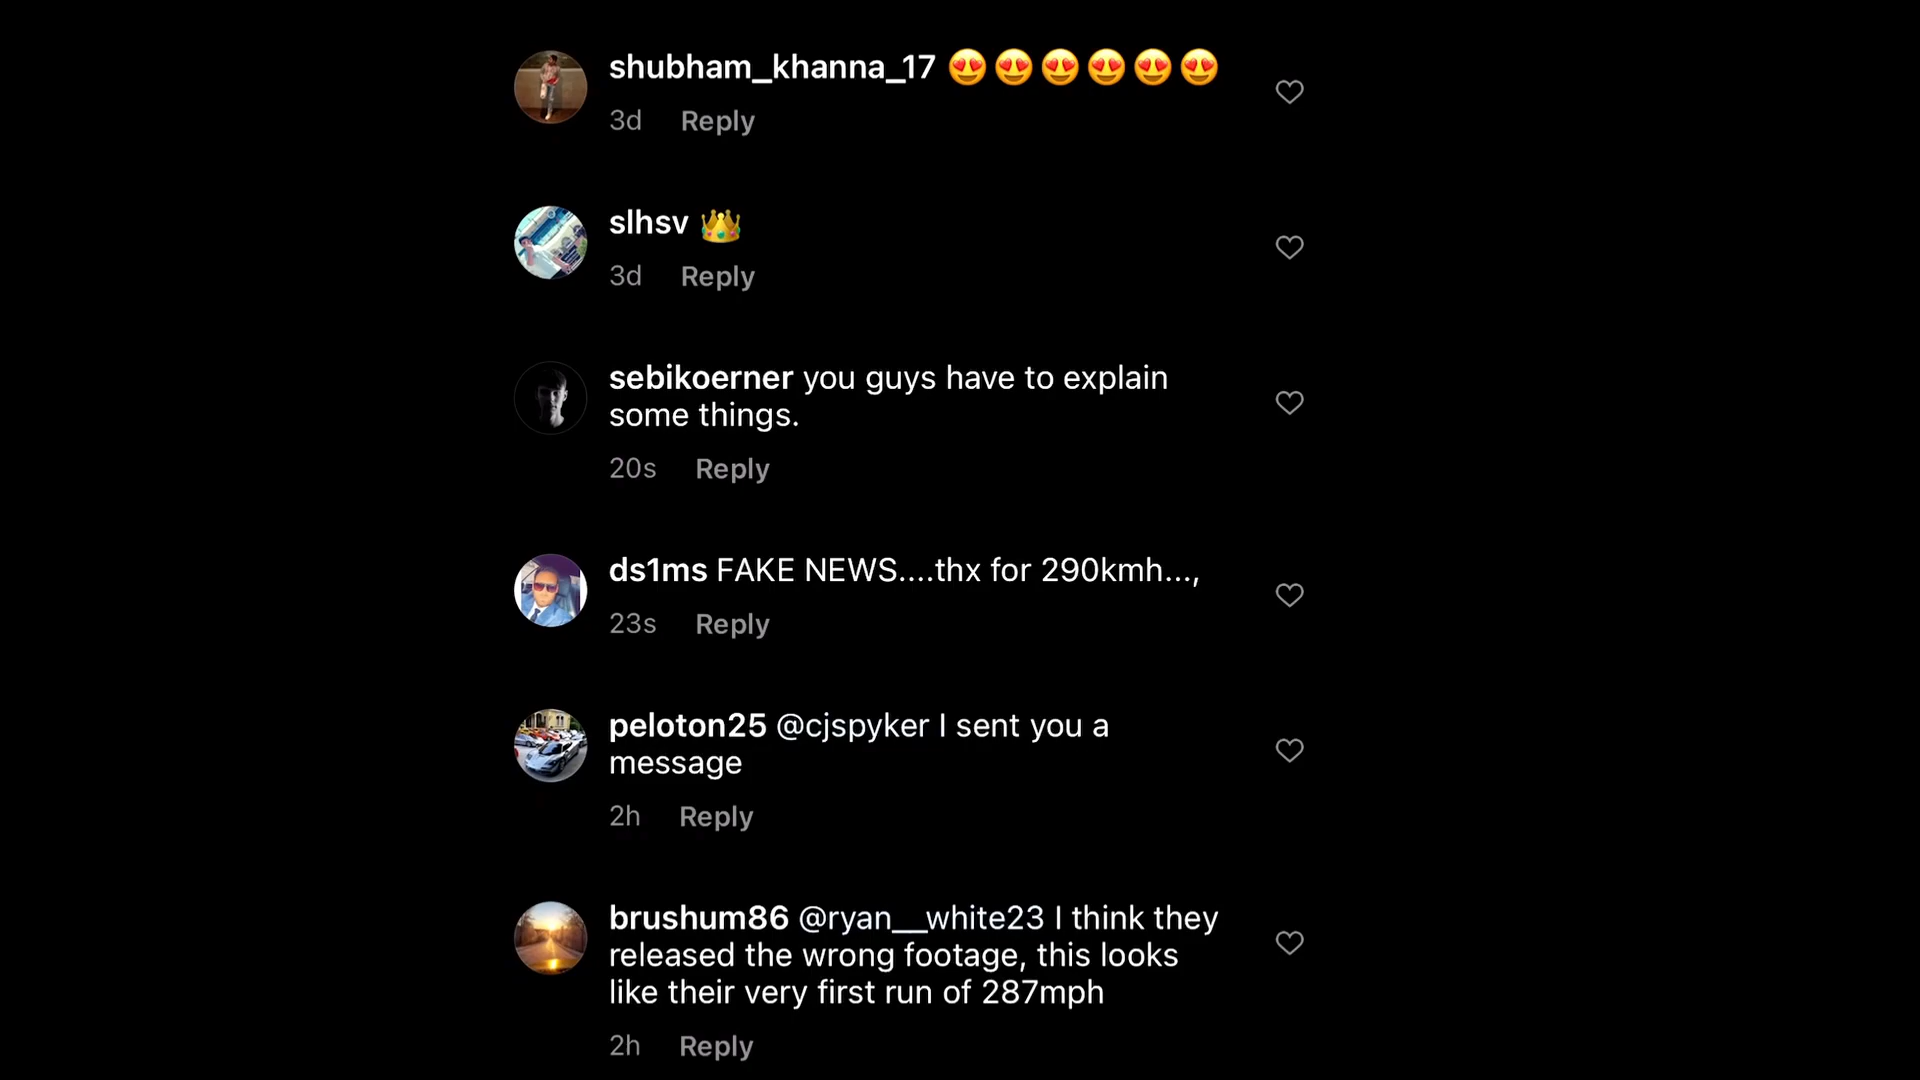 shubham_khanna_17 😍😍😍😍😍😍
3d Reply
slhsv 👑
3d Reply
sebikoerner you guys have to explain
some things.
20s Reply
ds1ms FAKE NEWS....thx for 290kmh...,
23s Reply
peloton25 @cjspyker I sent you a
message
2h Reply
brushum86 @ryan__white23 I think they
released the wrong footage, this looks
like their very first run of 287mph
2h Reply